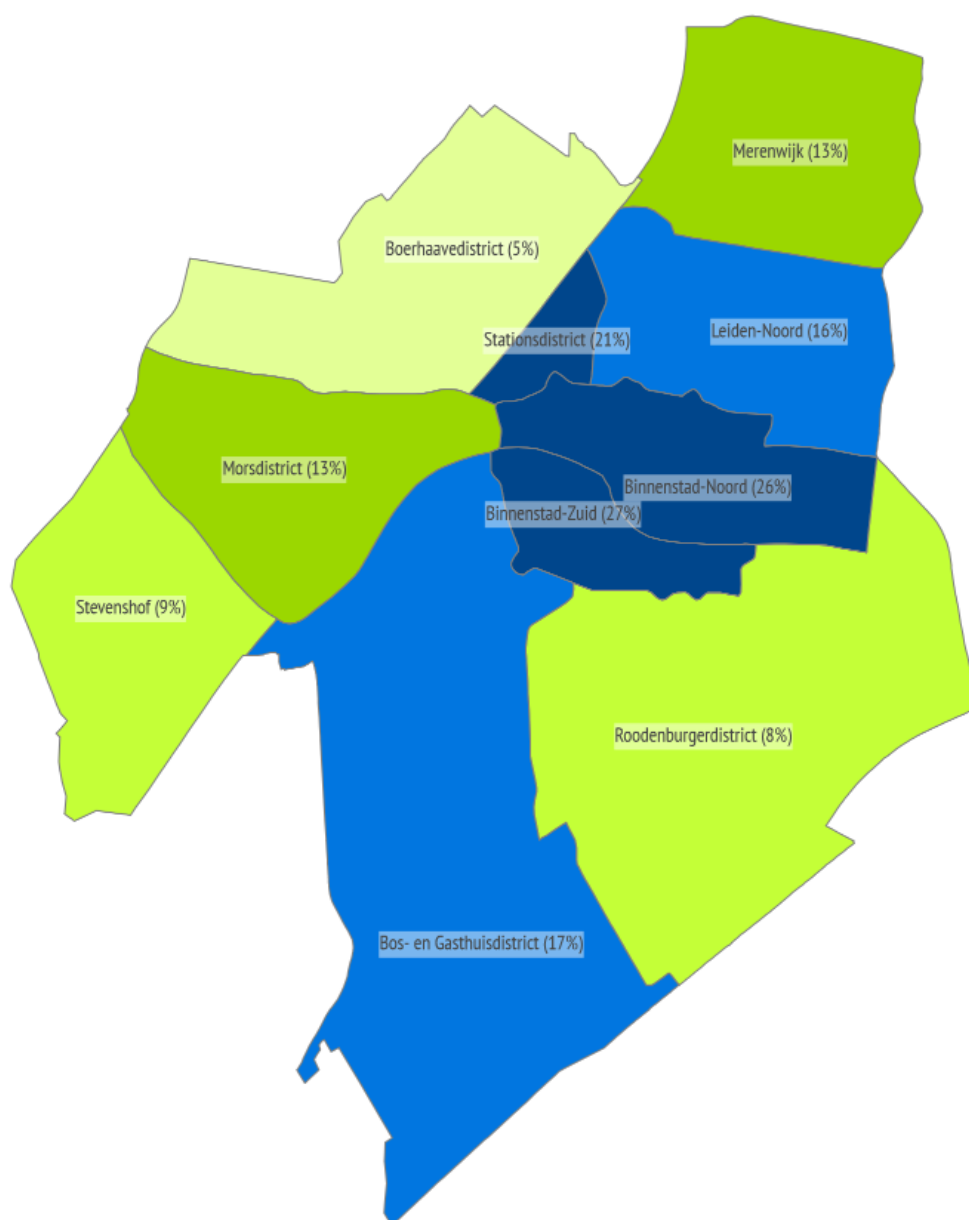 Merenwijk (13%)
Boerhaavedistrict (5%)
Leiden-Noord (16%)
Stationsdistrict (21%)
Morsdistrict (13%)
Binnenstad-Noord (26%)
Binnenstad-Zuid (27%)
Stevenshof (9%)
Roodenburgerdistrict (8%)
Bos- en Gasthuisdistrict (17%)